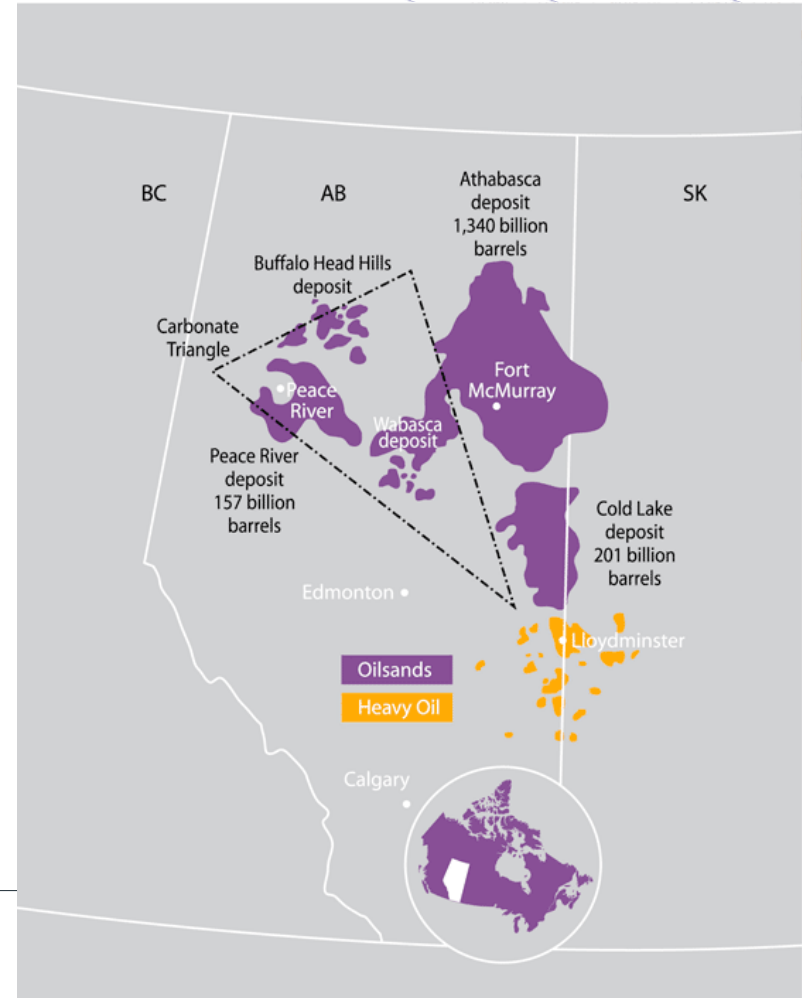 BC
AB
SK
Athabasca
deposit
1,340 billion
barrels
Buffalo Head Hills
deposit
Carbonate
Triangle
Fort
McMurray
Peace
River
Wabasca
deposit
Peace River
deposit
157 billion
barrels
Cold Lake
deposit
201 billion
barrels
Edmonton
Lloydminster
Oilsands
Heavy Oil
Calgary